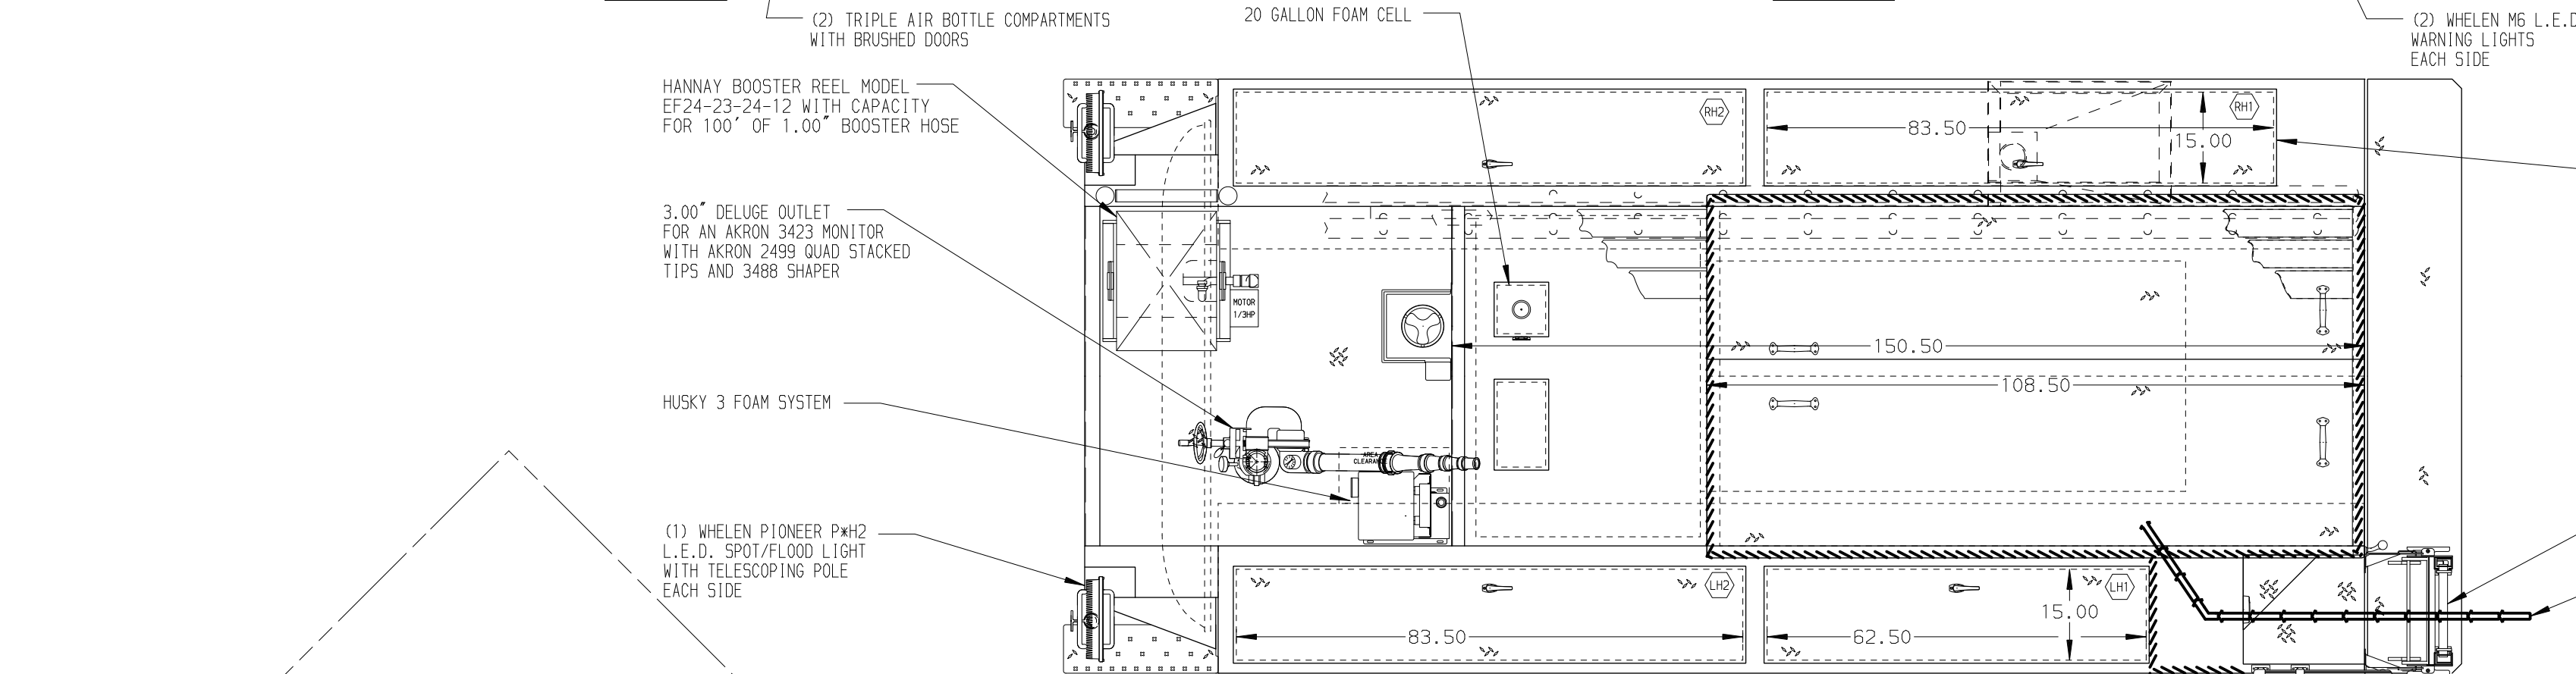 (2) TRIPLE AIR BOTTLE COMPARTMENTS
WITH BRUSHED DOORS
20 GALLON FOAM CELL
(2) WHELEN M6 L.E.D
WARNING LIGHTS
EACH SIDE
HANNAY BOOSTER REEL MODEL
EF24-23-24-12 WITH CAPACITY
FOR 100' OF 1.00" BOOSTER HOSE
RH2
RH1
83.50
15.00
3.00" DELUGE OUTLET
FOR AN AKRON 3423 MONITOR
WITH AKRON 2499 QUAD STACKED
TIPS AND 3488 SHAPER
MOTOR
1/3HP
150.50
108.50
HUSKY 3 FOAM SYSTEM
AREA
CLEARANCE
(1) WHELEN PIONEER P*H2
L.E.D. SPOT/FLOOD LIGHT
WITH TELESCOPING POLE
EACH SIDE
LH2
LH1
15.00
83.50
62.50